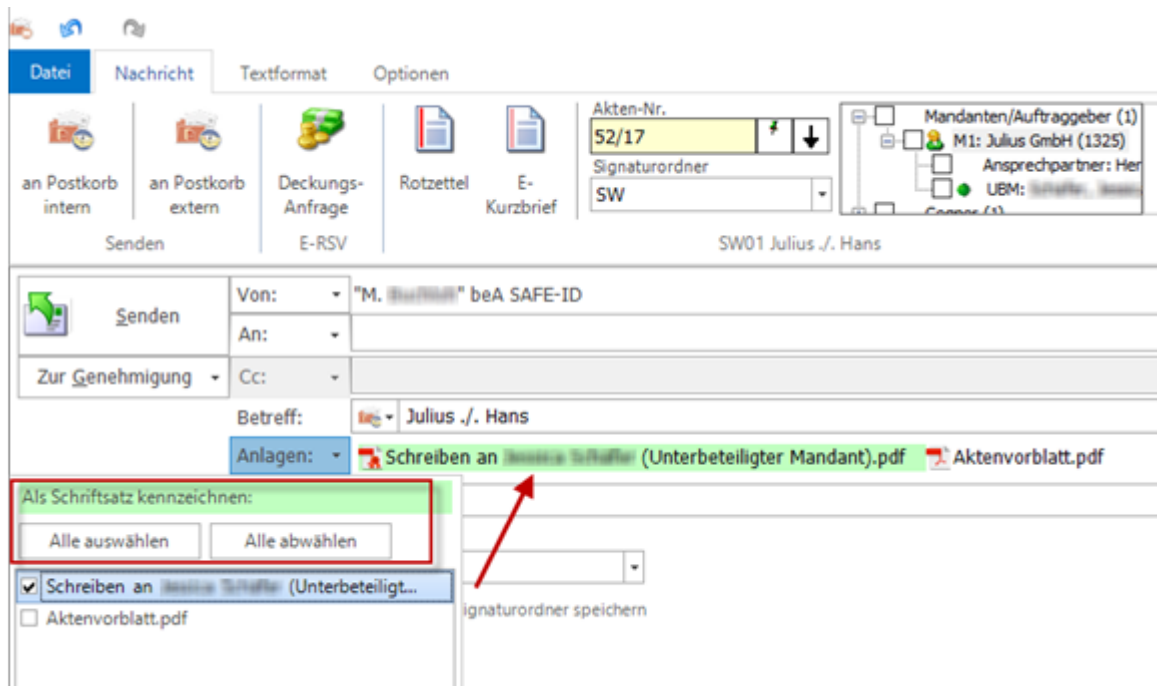 Datei Nachricht Textformat Optionen
an Postkorb intern
an Postkorb extern
Deckungs-Anfrage
Rotzettel
E-Kurzbrief
Akten-Nr.
52/17
Signaturordner
SW
Mandanten/Auftraggeber (1)
M1: Julius GmbH (1325)
Ansprechpartner: Her
UBM:
Senden E-RSV SW01 Julius ./. Hans
Senden
Von: "M. " beA SAFE-ID
An:
Zur Genehmigung Cc:
Betreff: Julius ./. Hans
Anlagen: Schreiben an (Unterbeteiligter Mandant).pdf Aktenvorblatt.pdf
Als Schriftsatz kennzeichnen:
Alle auswählen Alle abwählen
Schreiben an (Unterbeteiligt...
ignaturordner speichern
Aktenvorblatt.pdf